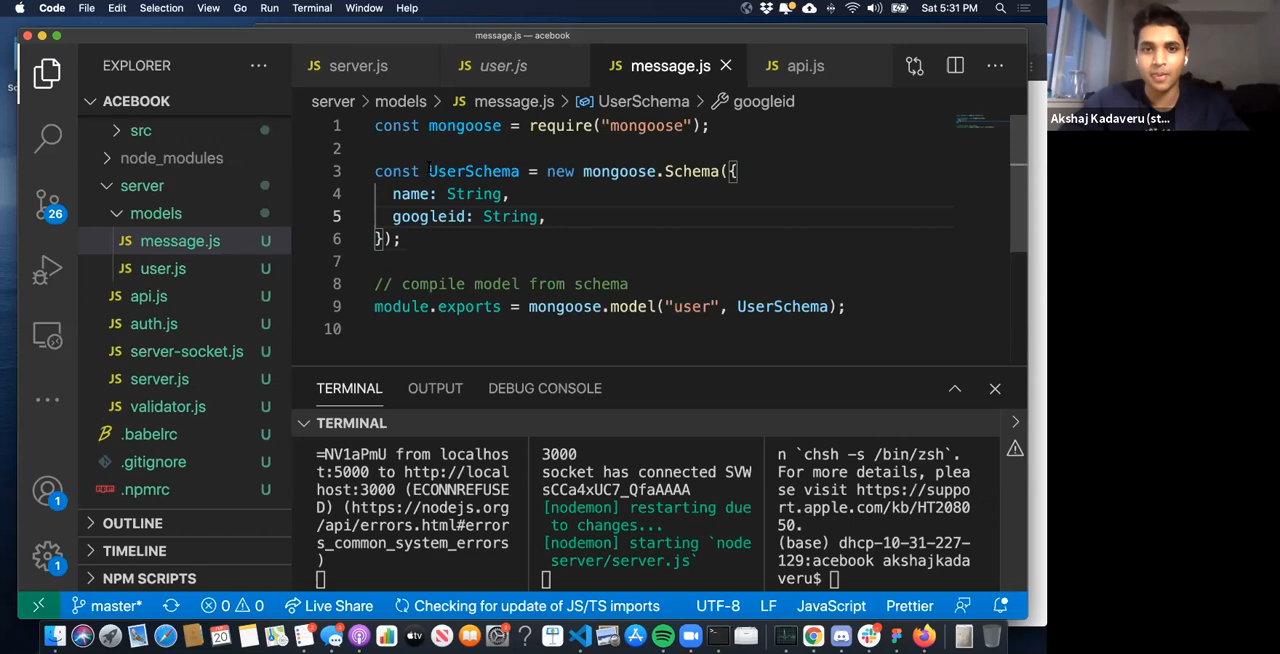 Code File Edit Selection View Go Run Terminal Window Help Sat 5:31 PM
message.js — acebook
EXPLORER
ACEBOOK
src
node_modules
server
models
message.js U
user.js U
api.js U
auth.js U
server-socket.js U
server.js U
validator.js U
.babelrc U
.gitignore U
.npmrc U
OUTLINE
TIMELINE
NPM SCRIPTS
26
1
1
JS server.js JS user.js JS message.js JS api.js
server > models > JS message.js > UserSchema > googleid
1 const mongoose = require("mongoose");
2
3 const UserSchema = new mongoose.Schema({
4 name: String,
5 googleid: String,
6 });
7
8 // compile model from schema
9 module.exports = mongoose.model("user", UserSchema);
10
TERMINAL OUTPUT DEBUG CONSOLE
TERMINAL
=NV1aPmU from localhos
t:5000 to http://local
host:3000 (ECONNREFUSE
D) (https://nodejs.org
/api/errors.html#error
s_common_system_errors
)
3000
socket has connected SVW
sCCa4xUC7_QfaAAAA
[nodemon] restarting due
to changes...
[nodemon] starting `node
server/server.js`
n `chsh -s /bin/zsh`.
For more details, plea
se visit https://suppo
rt.apple.com/kb/HT2080
50.
(base) dhcp-10-31-227-
129:acebook akshajkada
veru$
master* 0 0 Live Share Checking for update of JS/TS imports UTF-8 LF JavaScript Prettier
Akshaj Kadaveru (st...